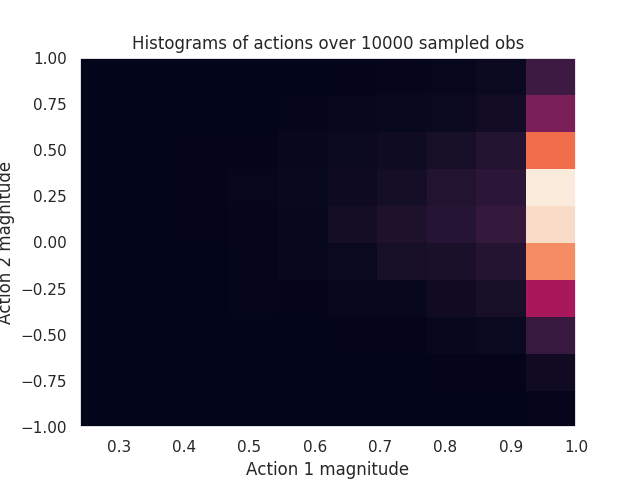 Histograms of actions over 10000 sampled obs
1.00
0.75
0.50
0.25
0.00
−0.25
−0.50
−0.75
−1.00
Action 2 magnitude
0.3 0.4 0.5 0.6 0.7 0.8 0.9 1.0
Action 1 magnitude